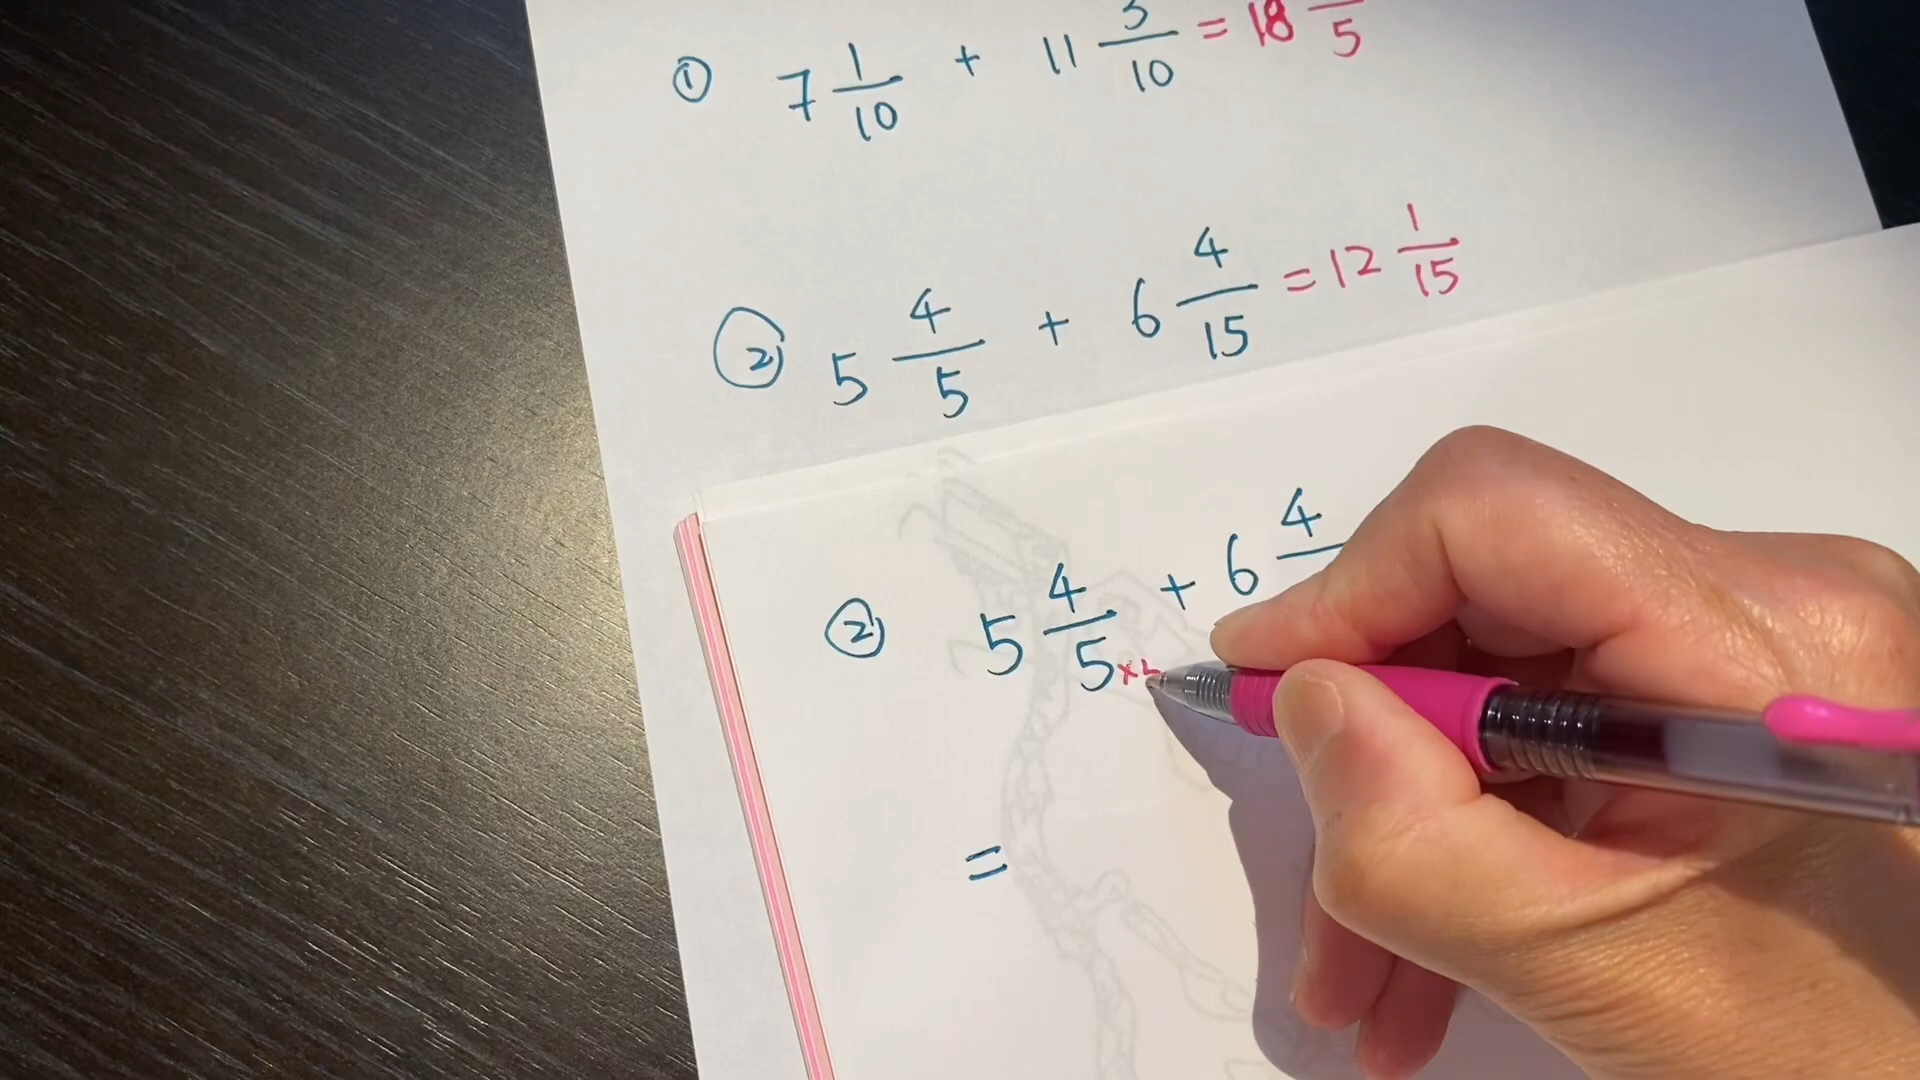 ① 7 1/10 + 11 3/10 = 18 /5
② 5 4/5 + 6 4/15 = 12 1/15
② 5 4/5 × + 6 4
=